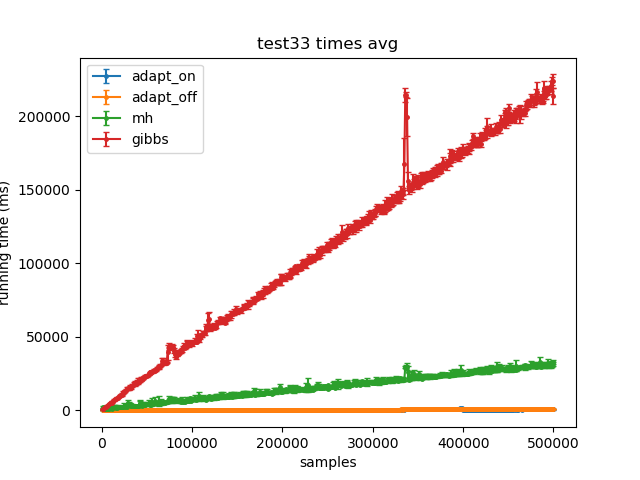 test33 times avg
adapt_on
adapt_off
mh
gibbs
200000
150000
100000
50000
0
running time (ms)
0 100000 200000 300000 400000 500000
samples